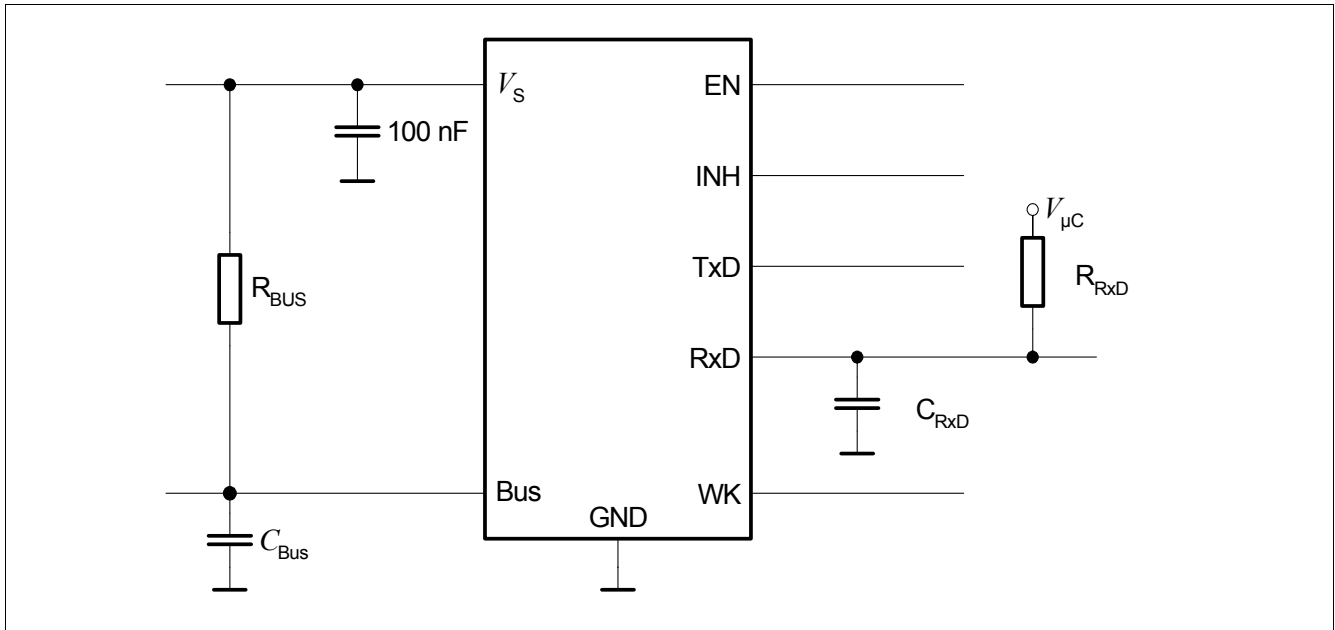 V_S
EN
100 nF
INH
V_µC
TxD
R_RxD
R_BUS
RxD
C_RxD
Bus
WK
GND
C_Bus